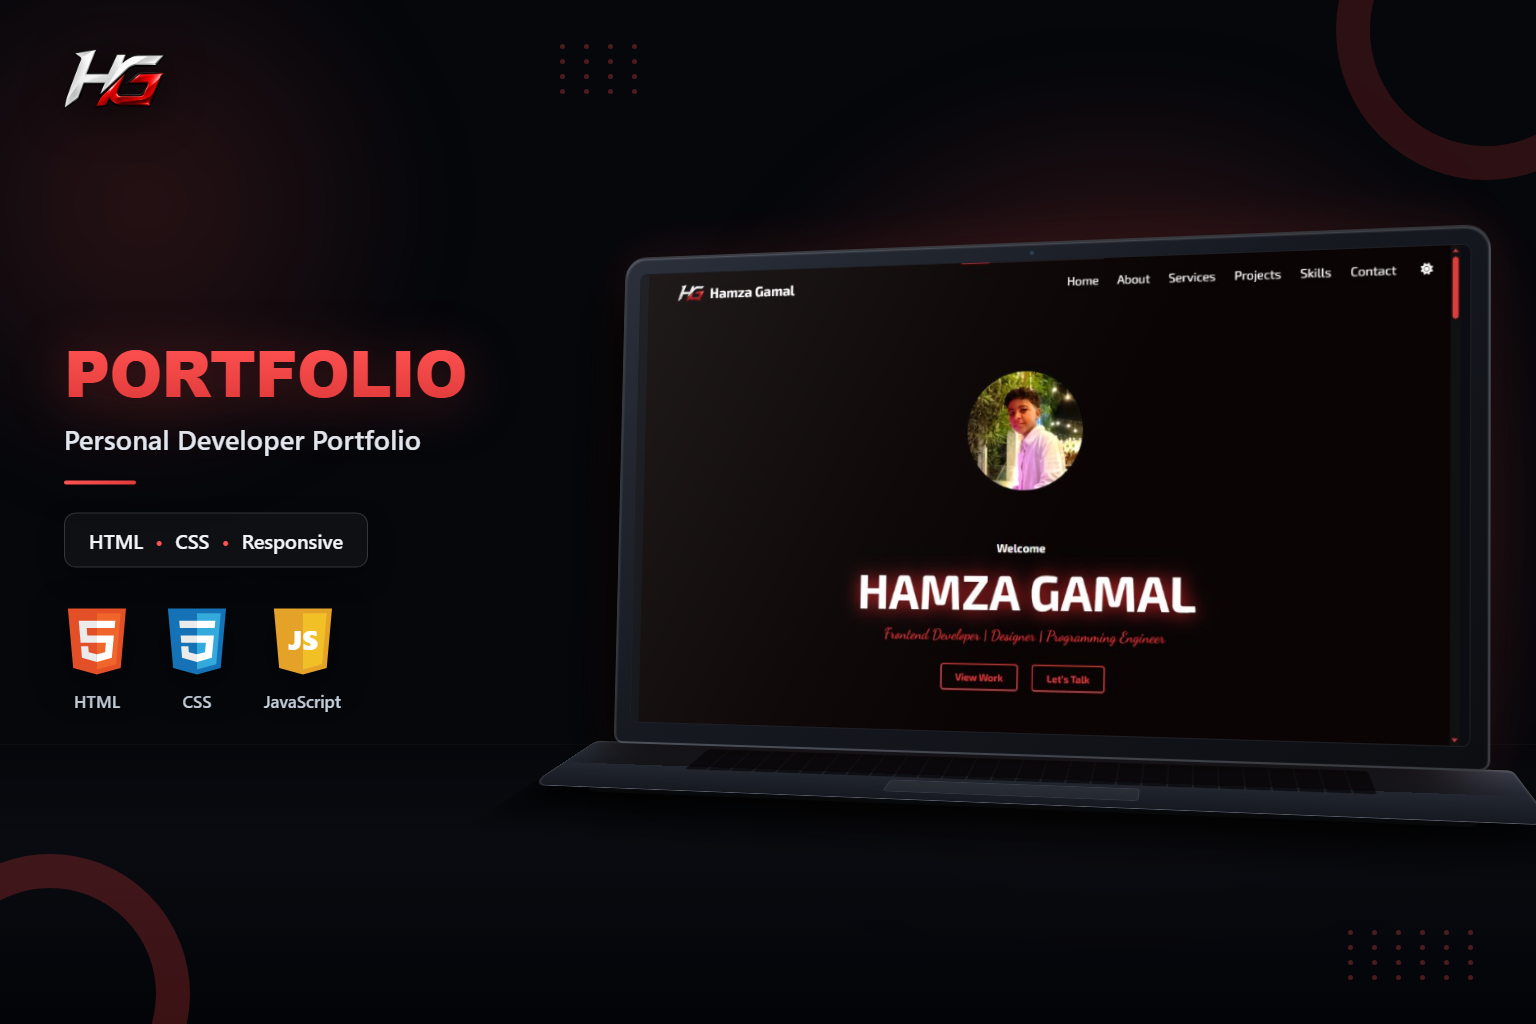 HG
PORTFOLIO
Personal Developer Portfolio
HTML • CSS • Responsive
JS
HTML CSS JavaScript
HG Hamza Gamal
Home About Services Projects Skills Contact
Welcome
HAMZA GAMAL
Frontend Developer | Designer | Programming Engineer
View Work Let's Talk